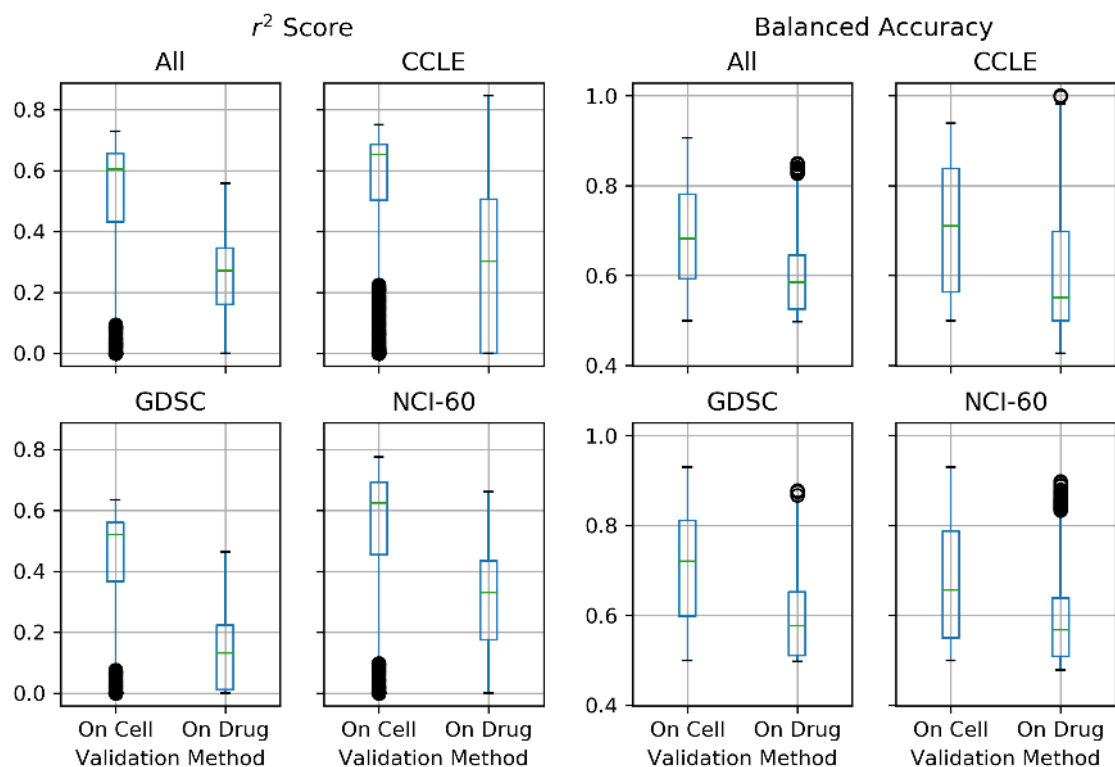 r² Score
Balanced Accuracy
All
CCLE
All
CCLE
0.8
0.6
0.4
0.2
0.0
1.0
0.8
0.6
0.4
GDSC
NCI-60
GDSC
NCI-60
0.8
0.6
0.4
0.2
0.0
1.0
0.8
0.6
0.4
On Cell On Drug
On Cell On Drug
On Cell On Drug
On Cell On Drug
Validation Method
Validation Method
Validation Method
Validation Method